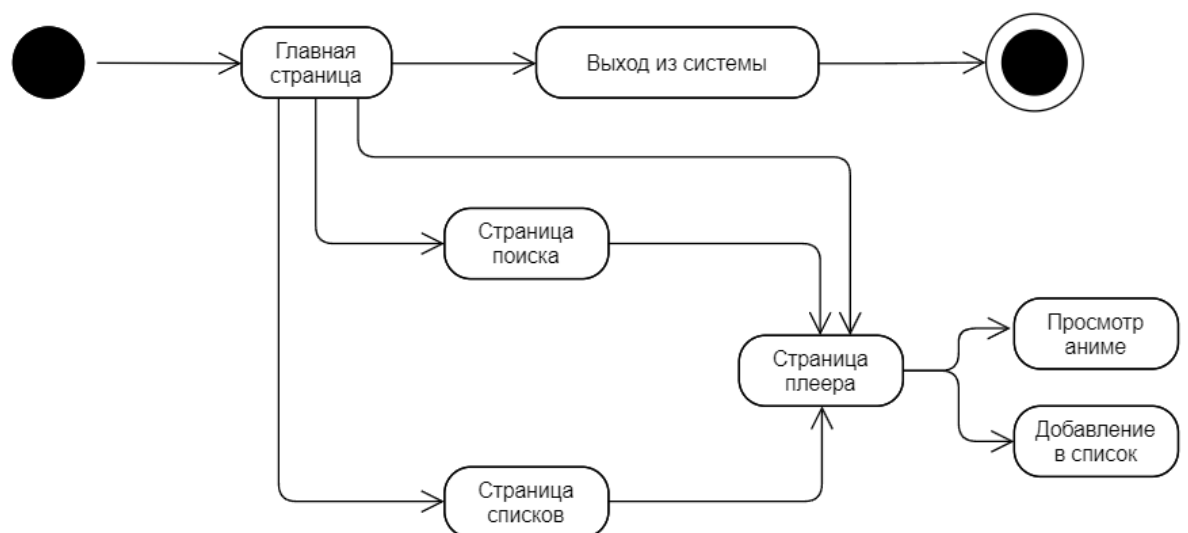 Главная
страница
Выход из системы
Страница
поиска
Страница
плеера
Просмотр
аниме
Добавление
в список
Страница
списков